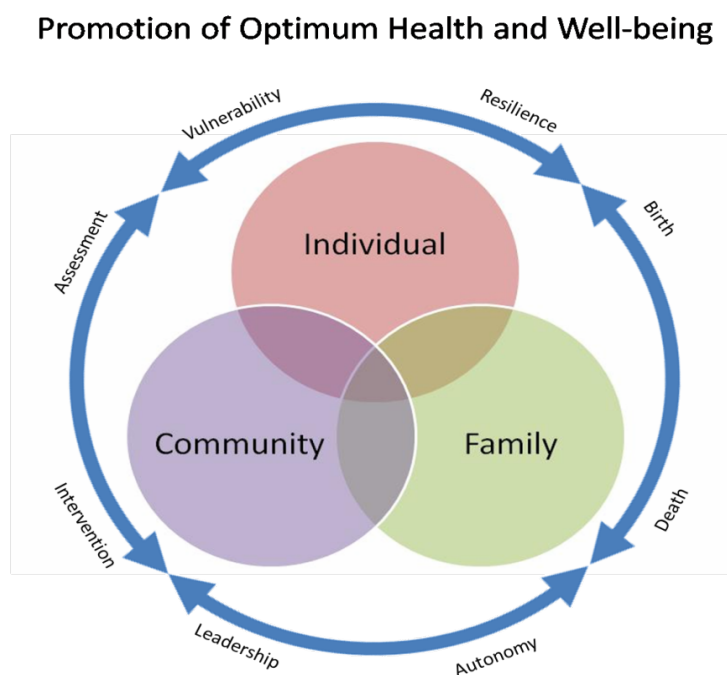 Promotion of Optimum Health and Well-being
Vulnerability
Resilience
Assessment
Birth
Individual
Community
Family
Intervention
Death
Leadership
Autonomy